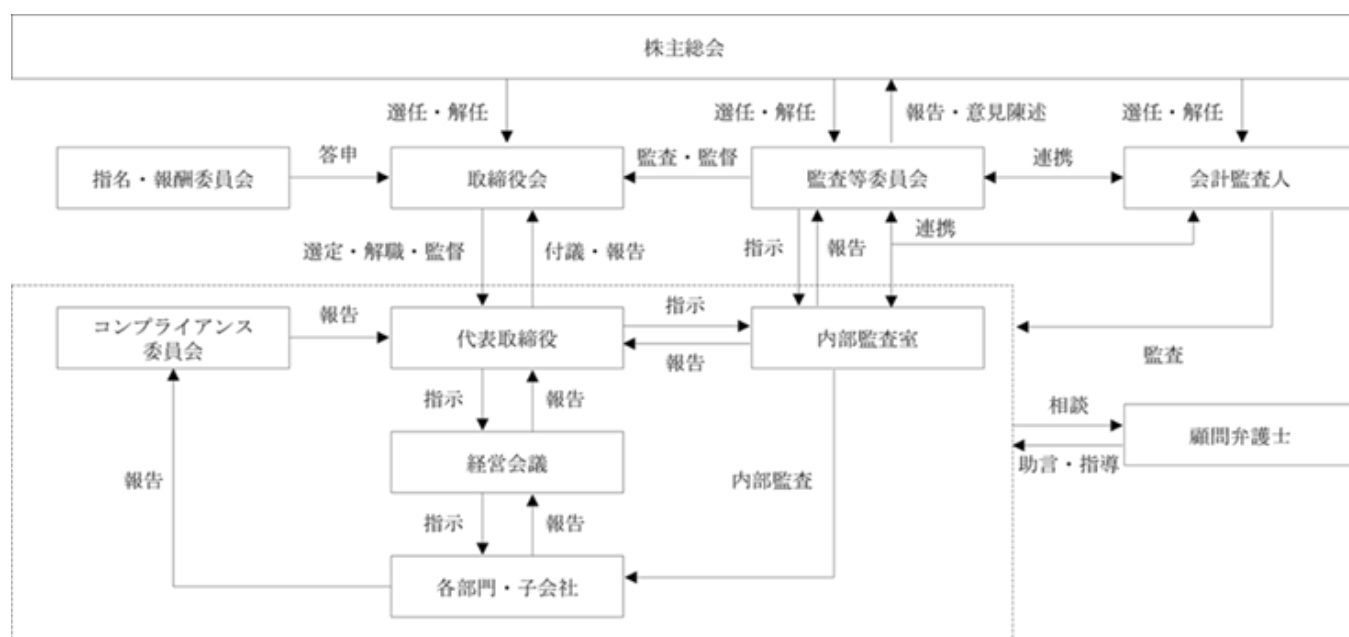 株主総会
選任・解任
選任・解任
報告・意見陳述
選任・解任
答申
監査・監督
連携
指名・報酬委員会
取締役会
監査等委員会
会計監査人
連携
選定・解職・監督
付議・報告
指示
報告
指示
報告
コンプライアンス
委員会
代表取締役
内部監査室
報告
監査
指示
報告
相談
顧問弁護士
経営会議
助言・指導
報告
内部監査
指示
報告
各部門・子会社